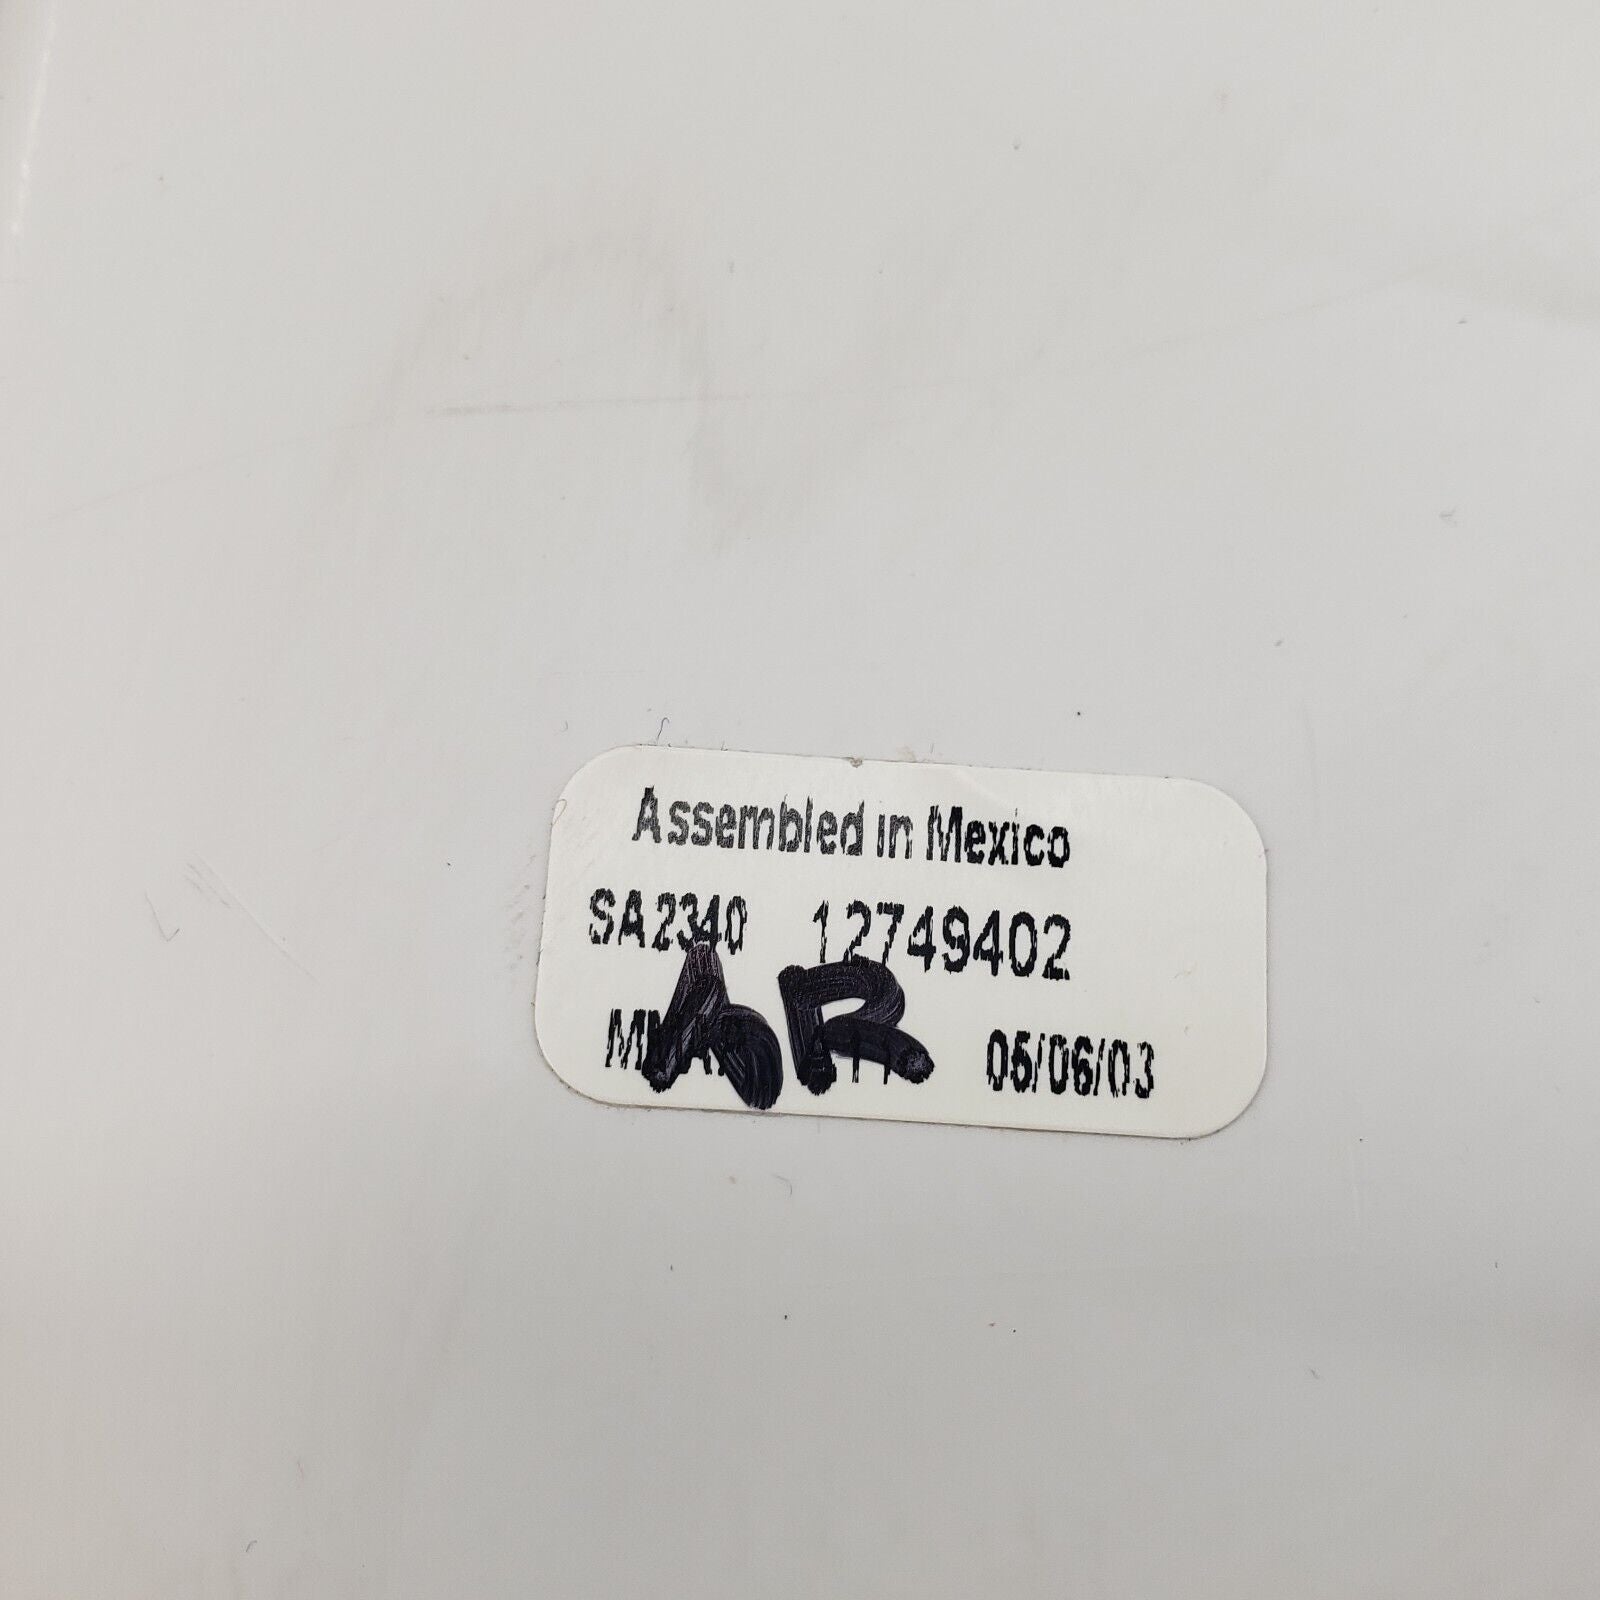 Assembled in Mexico
SA2340 12749402
AR
05/06/03